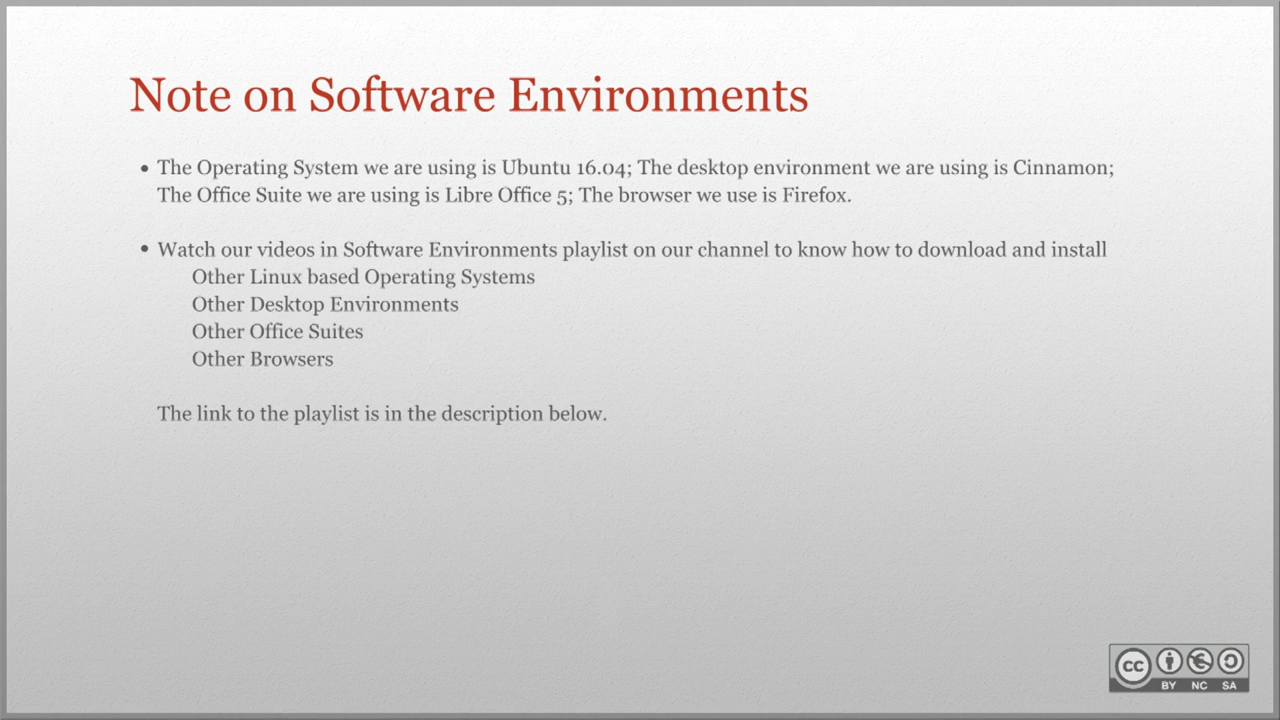 Note on Software Environments
• The Operating System we are using is Ubuntu 16.04; The desktop environment we are using is Cinnamon;
The Office Suite we are using is Libre Office 5; The browser we use is Firefox.
• Watch our videos in Software Environments playlist on our channel to know how to download and install
Other Linux based Operating Systems
Other Desktop Environments
Other Office Suites
Other Browsers
The link to the playlist is in the description below.
cc
BY NC SA